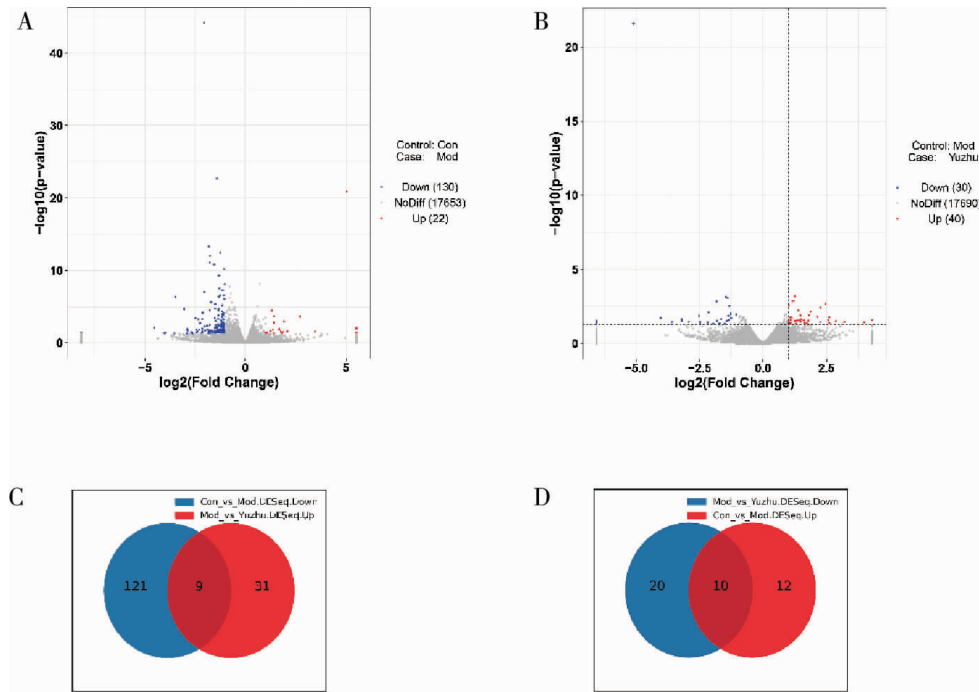 A
40
30
20
10
0
−log10(p-value)
−5
0
5
log2(Fold Change)
Control: Con
Case: Mod
Down (130)
NoDiff (17653)
Up (22)
B
20
15
10
5
0
−log10(p-value)
−5.0
−2.5
0.0
2.5
log2(Fold Change)
Control: Mod
Case: Yuzhu
Down (30)
NoDiff (17690)
Up (40)
C
Con_vs_Mod.DESeq.Down
Mod_vs_Yuzhu.DESeq.Up
121
9
31
D
Mod_vs_Yuzhu.DESeq.Down
Con_vs_Mod.DESeq.Up
20
10
12